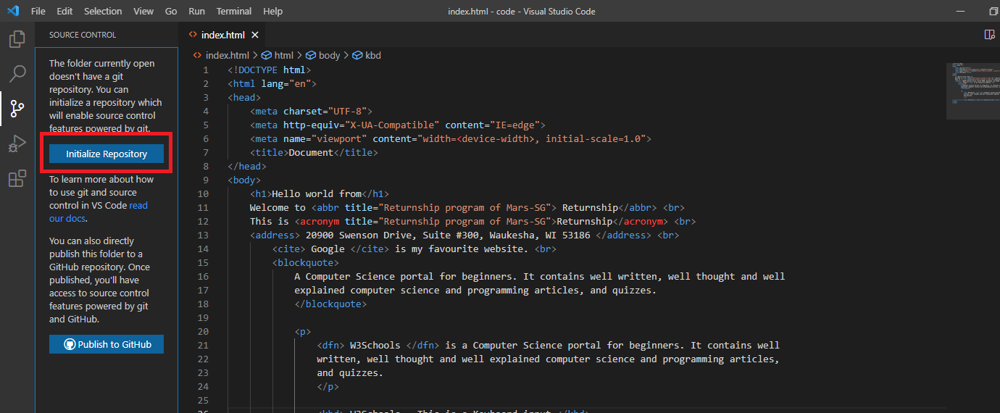 File Edit Selection View Go Run Terminal Help
index.html - code - Visual Studio Code
SOURCE CONTROL
The folder currently open
doesn't have a git
repository. You can
initialize a repository which
will enable source control
features powered by git.
Initialize Repository
To learn more about how
to use git and source
control in VS Code read
our docs.
You can also directly
publish this folder to a
GitHub repository. Once
published, you'll have
access to source control
features powered by git
and GitHub.
Publish to GitHub
index.html
index.html > html > body > kbd
1 <!DOCTYPE html>
2 <html lang="en">
3 <head>
4 <meta charset="UTF-8">
5 <meta http-equiv="X-UA-Compatible" content="IE=edge">
6 <meta name="viewport" content="width=<device-width>, initial-scale=1.0">
7 <title>Document</title>
8 </head>
9 <body>
10 <h1>Hello world from</h1>
11 Welcome to <abbr title="Returnship program of Mars-SG"> Returnship</abbr> <br>
12 This is <acronym title="Returnship program of Mars-SG">Returnship</acronym> <br>
13 <address> 20900 Swenson Drive, Suite #300, Waukesha, WI 53186 </address> <br>
14 <cite> Google </cite> is my favourite website. <br>
15 <blockquote>
16 A Computer Science portal for beginners. It contains well written, well thought and well
17 explained computer science and programming articles, and quizzes.
18 </blockquote>
19
20 <p>
21 <dfn> W3Schools </dfn> is a Computer Science portal for beginners. It contains well
22 written, well thought and well explained computer science and programming articles,
23 and quizzes.
24 </p>
25
26 <kbd> W3Schools - This is a Keyboard input </kbd>